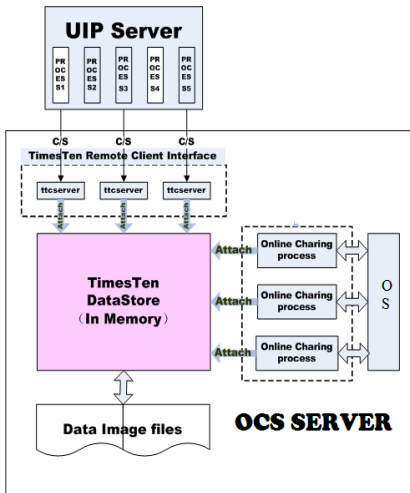 UIP Server
PR
OC
ES
S1
PR
OC
ES
S2
PR
OC
ES
S3
PR
OC
ES
S4
PR
OC
ES
S5
C/S
C/S
C/S
TimesTen Remote Client Interface
ttcserver
ttcserver
ttcserver
Attach
Attach
Attach
TimesTen
DataStore
（In Memory）
Attach
Online Charing
process
Attach
Online Charing
process
Attach
Online Charing
process
O
S
Data Image files
OCS SERVER